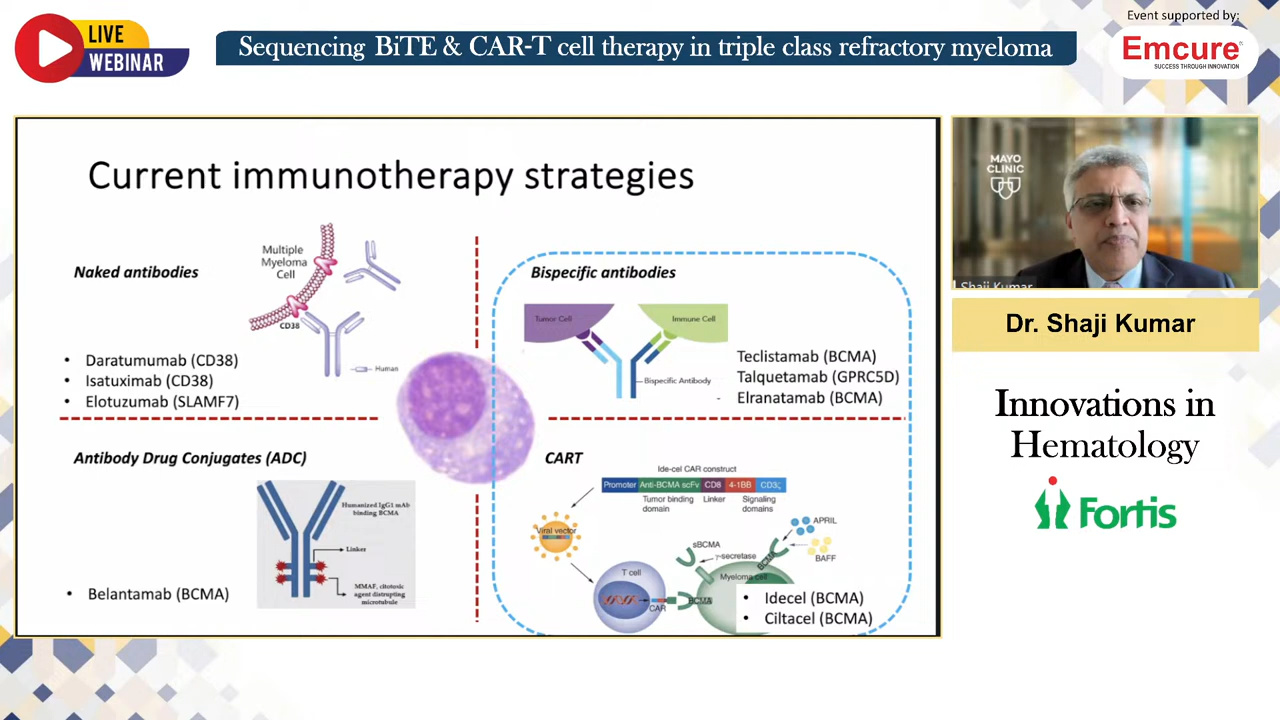 LIVE
WEBINAR
Sequencing BiTE & CAR-T cell therapy in triple class refractory myeloma
Event supported by:
Emcure®
SUCCESS THROUGH INNOVATION
Current immunotherapy strategies
Naked antibodies
Multiple
Myeloma
Cell
CD38
Human
• Daratumumab (CD38)
• Isatuximab (CD38)
• Elotuzumab (SLAMF7)
Bispecific antibodies
Tumor Cell
Immune Cell
Bispecific Antibody
Teclistamab (BCMA)
Talquetamab (GPRC5D)
- Elranatamab (BCMA)
Antibody Drug Conjugates (ADC)
Humanized IgG1 mAb
binding BCMA
Linker
MMAF, citotosic
agent disrupting
microtubule
• Belantamab (BCMA)
CART
Ide-cel CAR construct
Promoter Anti-BCMA scFv CD8 4-1BB CD3ζ
Tumor binding
domain
Linker
Signaling
domains
Viral vector
T cell
CAR
BCMA
sBCMA
γ-secretase
BCMA
APRIL
BAFF
Myeloma cell
• Idecel (BCMA)
• Ciltacel (BCMA)
MAYO
CLINIC
Shaji Kumar
Dr. Shaji Kumar
Innovations in
Hematology
Fortis